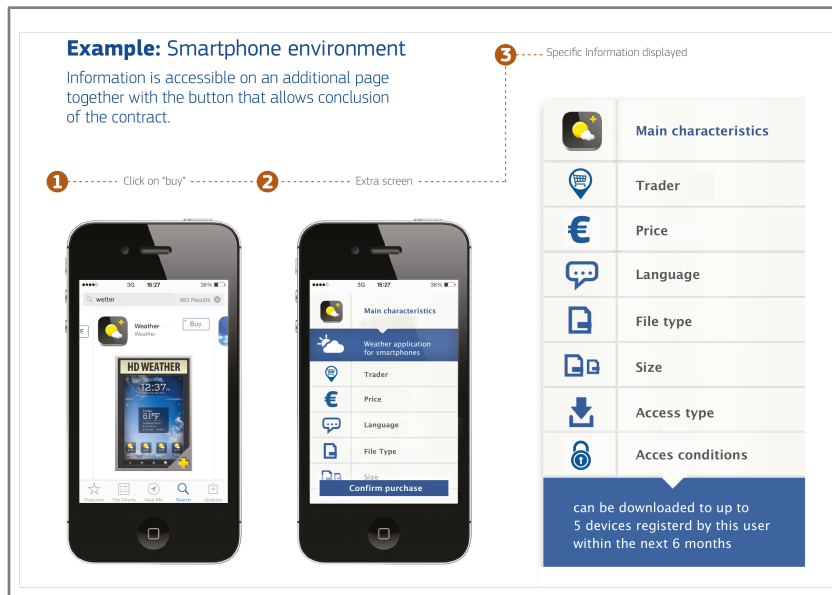 Example: Smartphone environment
Information is accessible on an additional page
together with the button that allows conclusion
of the contract.
1 Click on "buy" 2 Extra screen
3 Specific Information displayed
3G 15:27 36%
wetter 883 Results
Weather
Weather
Buy
HD WEATHER
12:37
61°F
Featured Top Charts Near Me Search Updates
3G 15:27 36%
Main characteristics
Weather application
for smartphones
Trader
Price
Language
File Type
Size
Confirm purchase
Main characteristics
Trader
Price
Language
File type
Size
Access type
Acces conditions
can be downloaded to up to
5 devices registerd by this user
within the next 6 months